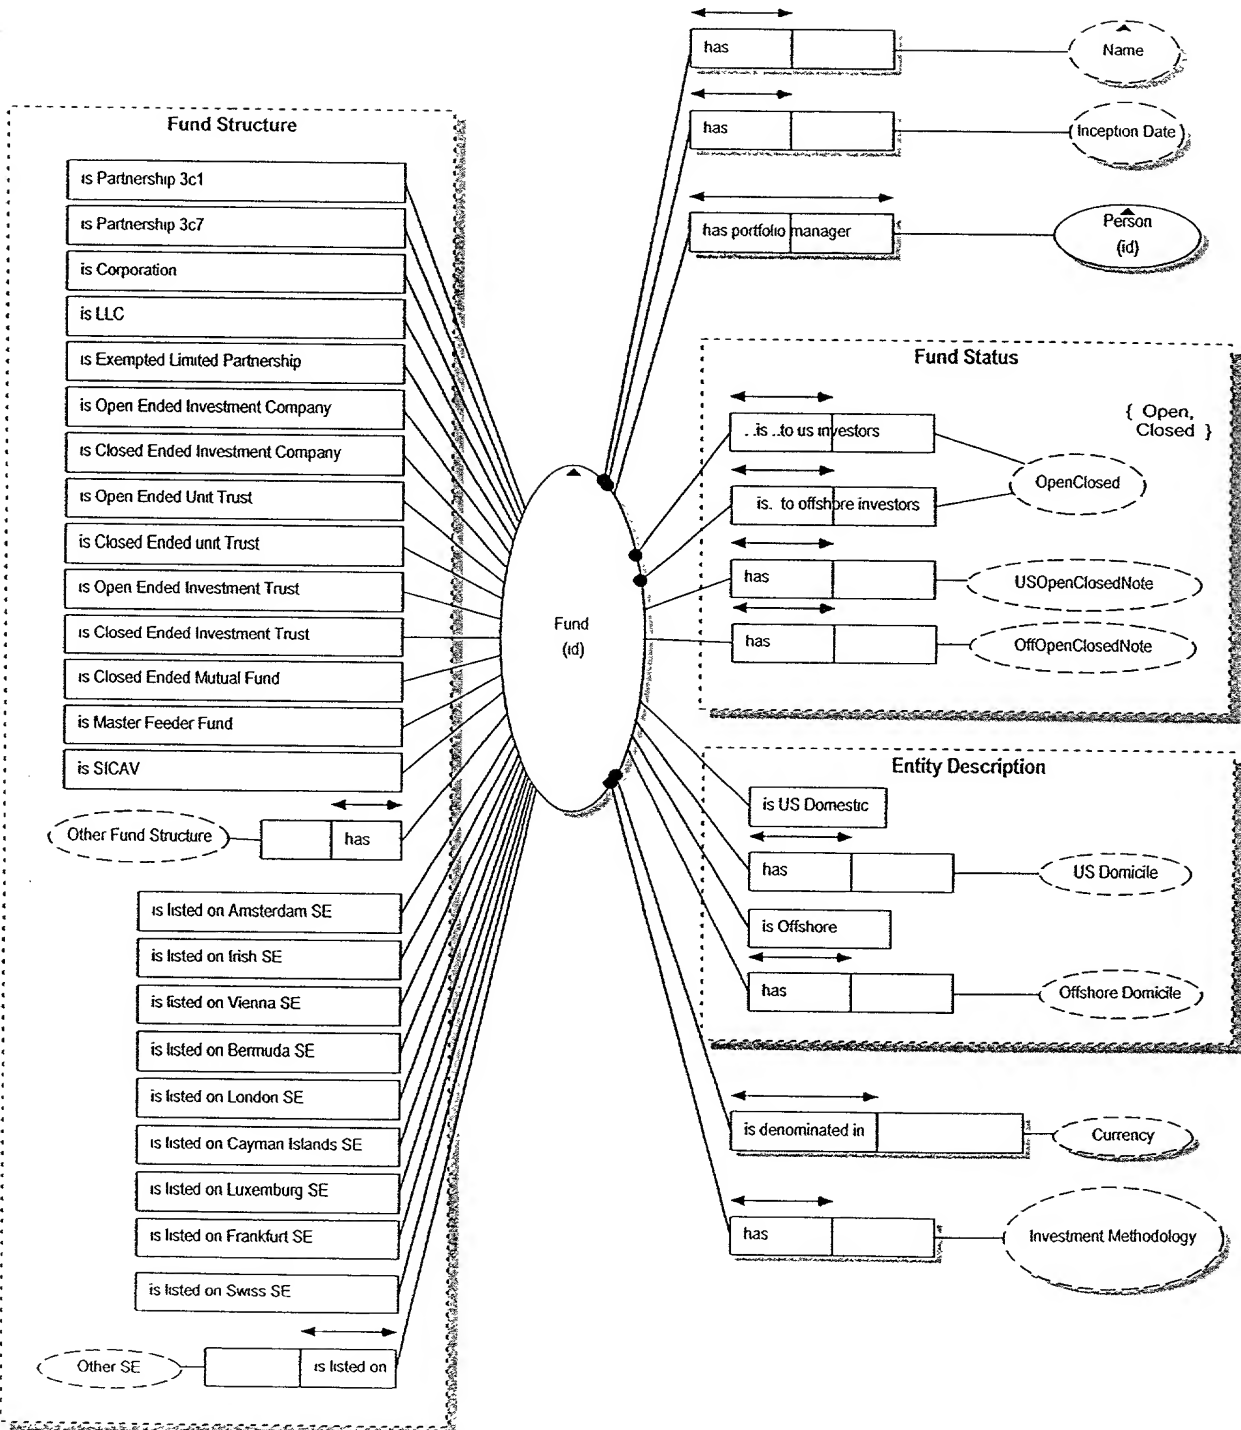 has
Name
has
Inception Date
has portfolio manager
Person
(id)
Fund Structure
is Partnership 3c1
is Partnership 3c7
is Corporation
is LLC
is Exempted Limited Partnership
is Open Ended Investment Company
is Closed Ended Investment Company
is Open Ended Unit Trust
is Closed Ended unit Trust
is Open Ended Investment Trust
is Closed Ended Investment Trust
is Closed Ended Mutual Fund
is Master Feeder Fund
is SICAV
Other Fund Structure
has
is listed on Amsterdam SE
is listed on Irish SE
is listed on Vienna SE
is listed on Bermuda SE
is listed on London SE
is listed on Cayman Islands SE
is listed on Luxemburg SE
is listed on Frankfurt SE
is listed on Swiss SE
Other SE
is listed on
Fund
(id)
Fund Status
{ Open,
Closed }
..is ..to us investors
OpenClosed
is. to offshore investors
has
USOpenClosedNote
has
OffOpenClosedNote
Entity Description
is US Domestic
has
US Domicile
is Offshore
has
Offshore Domicile
is denominated in
Currency
has
Investment Methodology